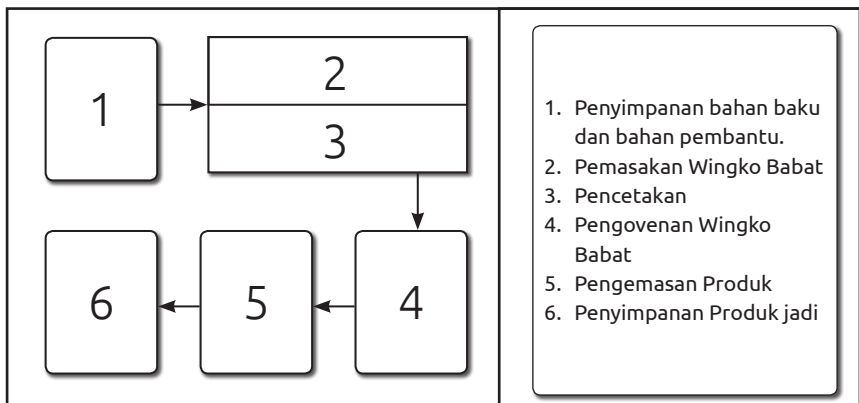 1
2
3
6
5
4
1. Penyimpanan bahan baku
dan bahan pembantu.
2. Pemasakan Wingko Babat
3. Pencetakan
4. Pengovenan Wingko
Babat
5. Pengemasan Produk
6. Penyimpanan Produk jadi